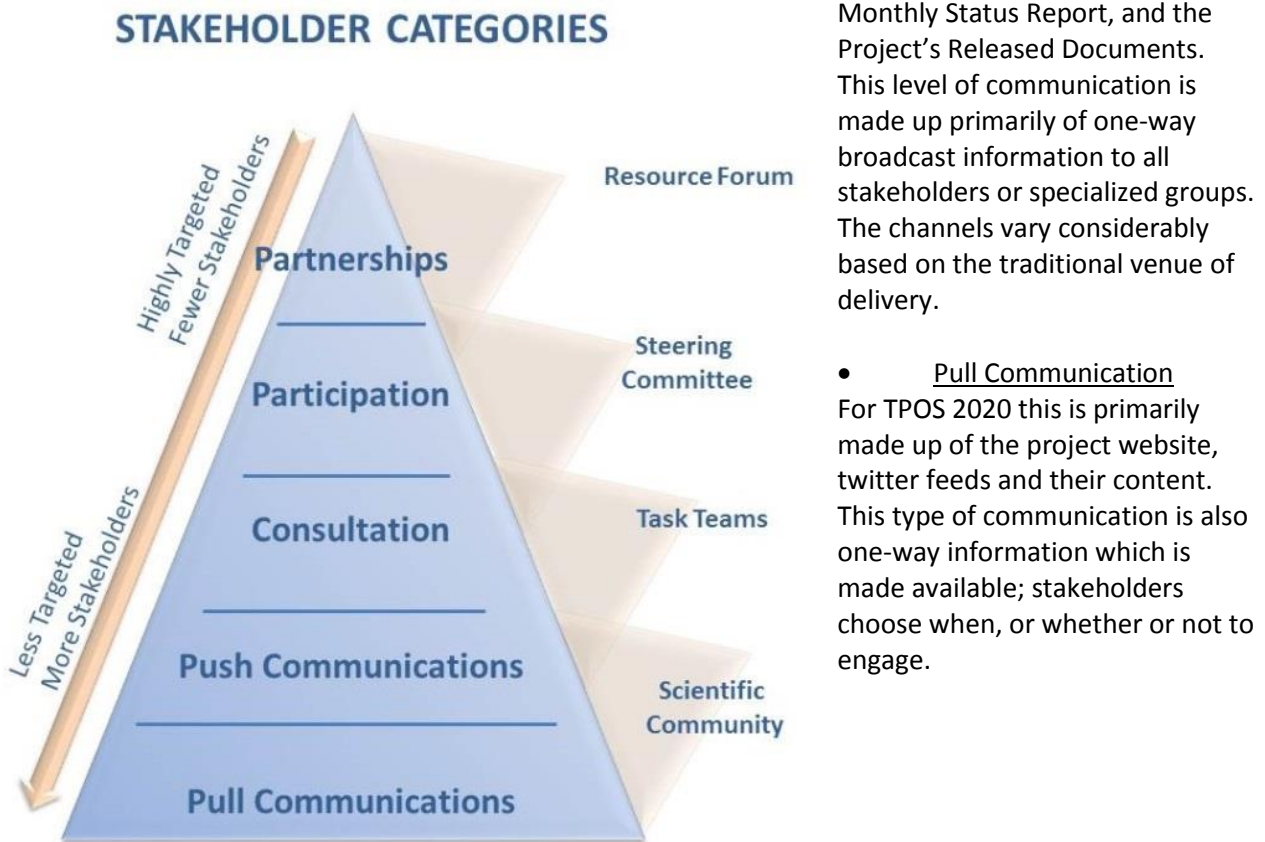 STAKEHOLDER CATEGORIES
Highly Targeted
Fewer Stakeholders
Less Targeted
More Stakeholders
Partnerships
Participation
Consultation
Push Communications
Pull Communications
Resource Forum
Steering
Committee
Task Teams
Scientific
Community
Monthly Status Report, and the
Project’s Released Documents.
This level of communication is
made up primarily of one-way
broadcast information to all
stakeholders or specialized groups.
The channels vary considerably
based on the traditional venue of
delivery.
• Pull Communication
For TPOS 2020 this is primarily
made up of the project website,
twitter feeds and their content.
This type of communication is also
one-way information which is
made available; stakeholders
choose when, or whether or not to
engage.